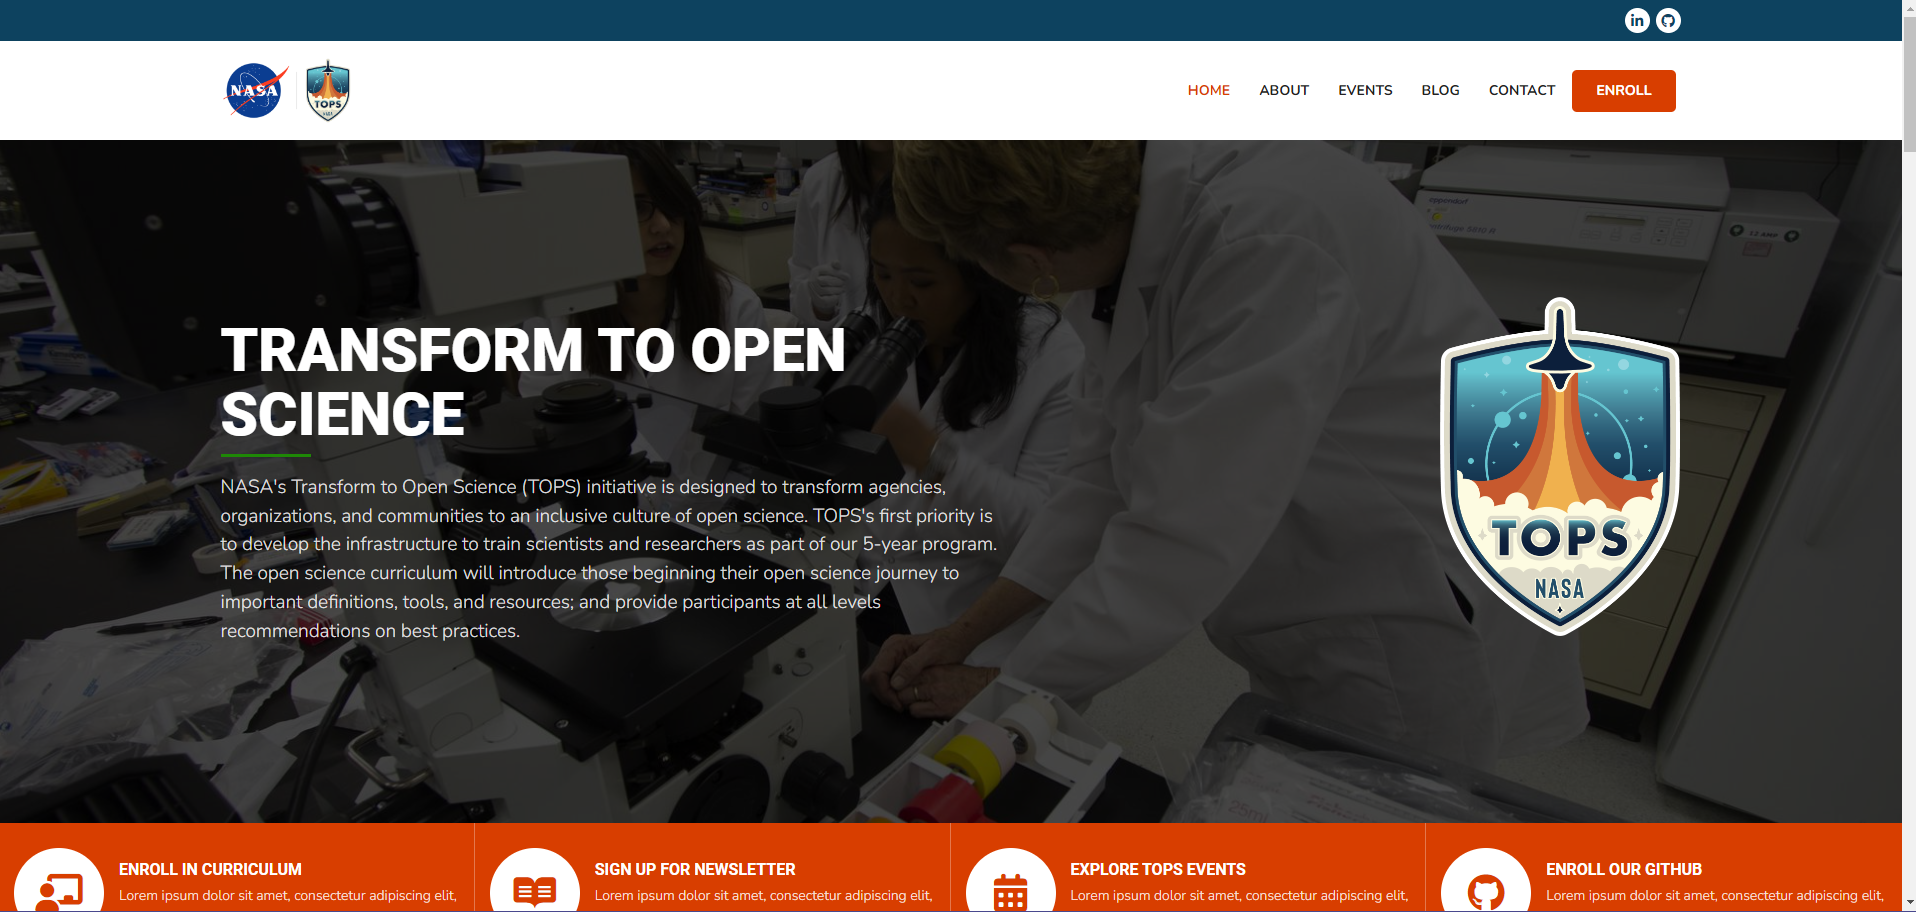 NASA
TOPS
NASA
HOME
ABOUT
EVENTS
BLOG
CONTACT
ENROLL
eppendorf
TRANSFORM TO OPEN
SCIENCE
NASA's Transform to Open Science (TOPS) initiative is designed to transform agencies,
organizations, and communities to an inclusive culture of open science. TOPS's first priority is
to develop the infrastructure to train scientists and researchers as part of our 5-year program.
The open science curriculum will introduce those beginning their open science journey to
important definitions, tools, and resources; and provide participants at all levels
recommendations on best practices.
TOPS
NASA
ENROLL IN CURRICULUM
Lorem ipsum dolor sit amet, consectetur adipiscing elit,
SIGN UP FOR NEWSLETTER
Lorem ipsum dolor sit amet, consectetur adipiscing elit,
EXPLORE TOPS EVENTS
Lorem ipsum dolor sit amet, consectetur adipiscing elit,
ENROLL OUR GITHUB
Lorem ipsum dolor sit amet, consectetur adipiscing elit,